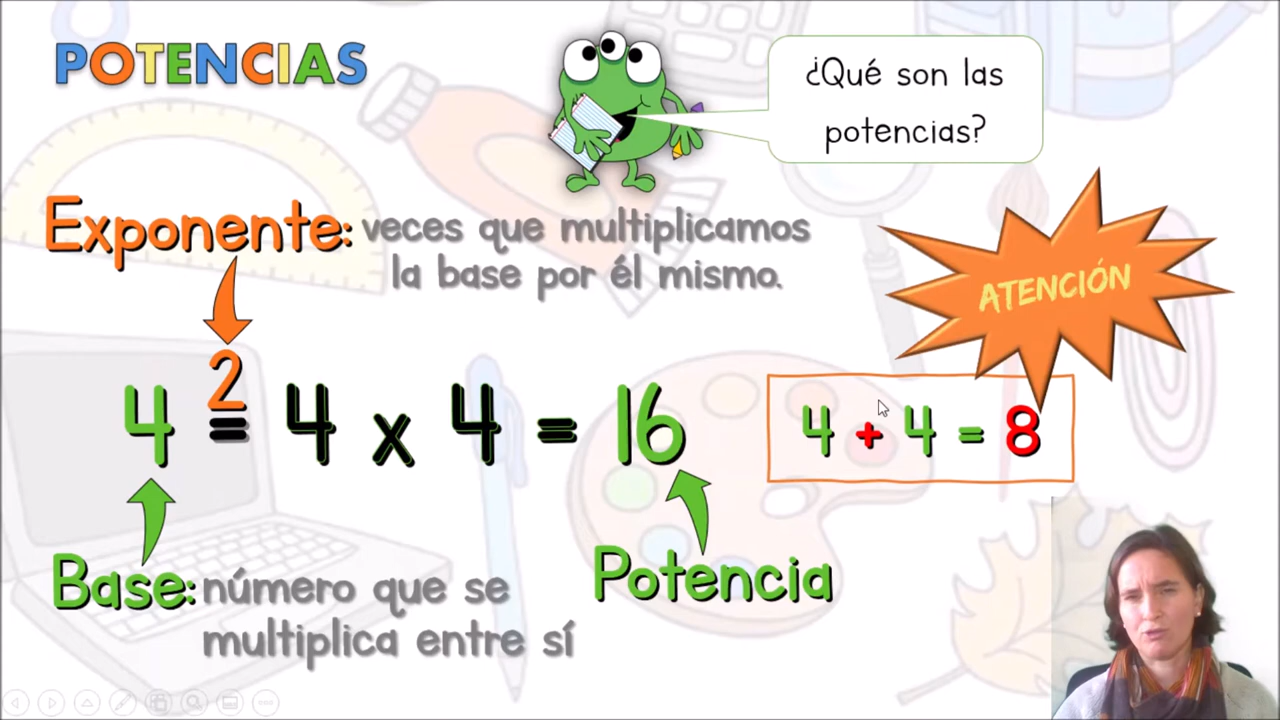 POTENCIAS
¿Qué son las
potencias?
Exponente: veces que multiplicamos
la base por él mismo.
ATENCIÓN
4² = 4 x 4 = 16
4 + 4 = 8
Base: número que se
multiplica entre sí
Potencia